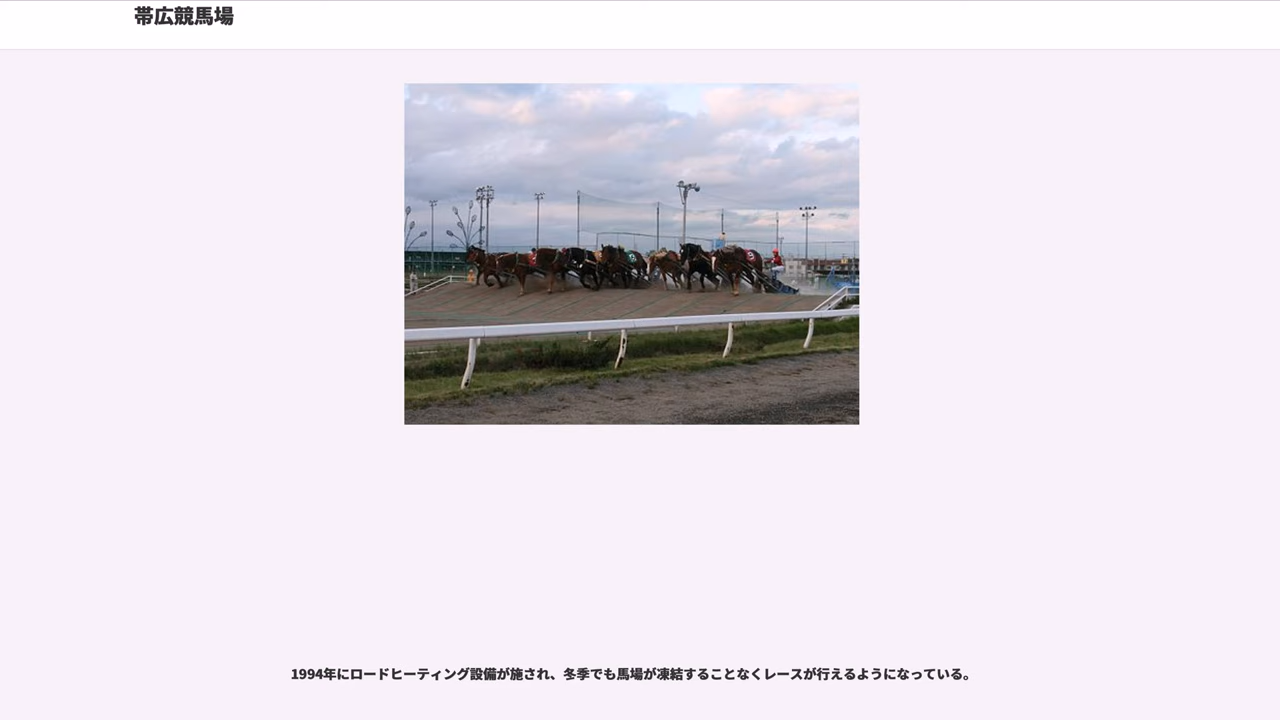 帯広競馬場
1994年にロードヒーティング設備が施され、冬季でも馬場が凍結することなくレースが行えるようになっている。